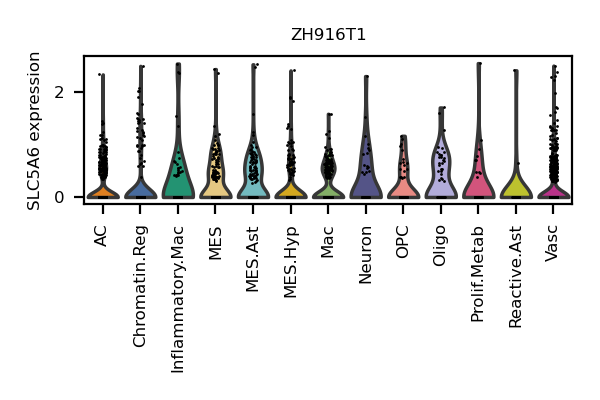 ZH916T1
SLC5A6 expression
2
0
AC
Chromatin.Reg
Inflammatory.Mac
MES
MES.Ast
MES.Hyp
Mac
Neuron
OPC
Oligo
Prolif.Metab
Reactive.Ast
Vasc